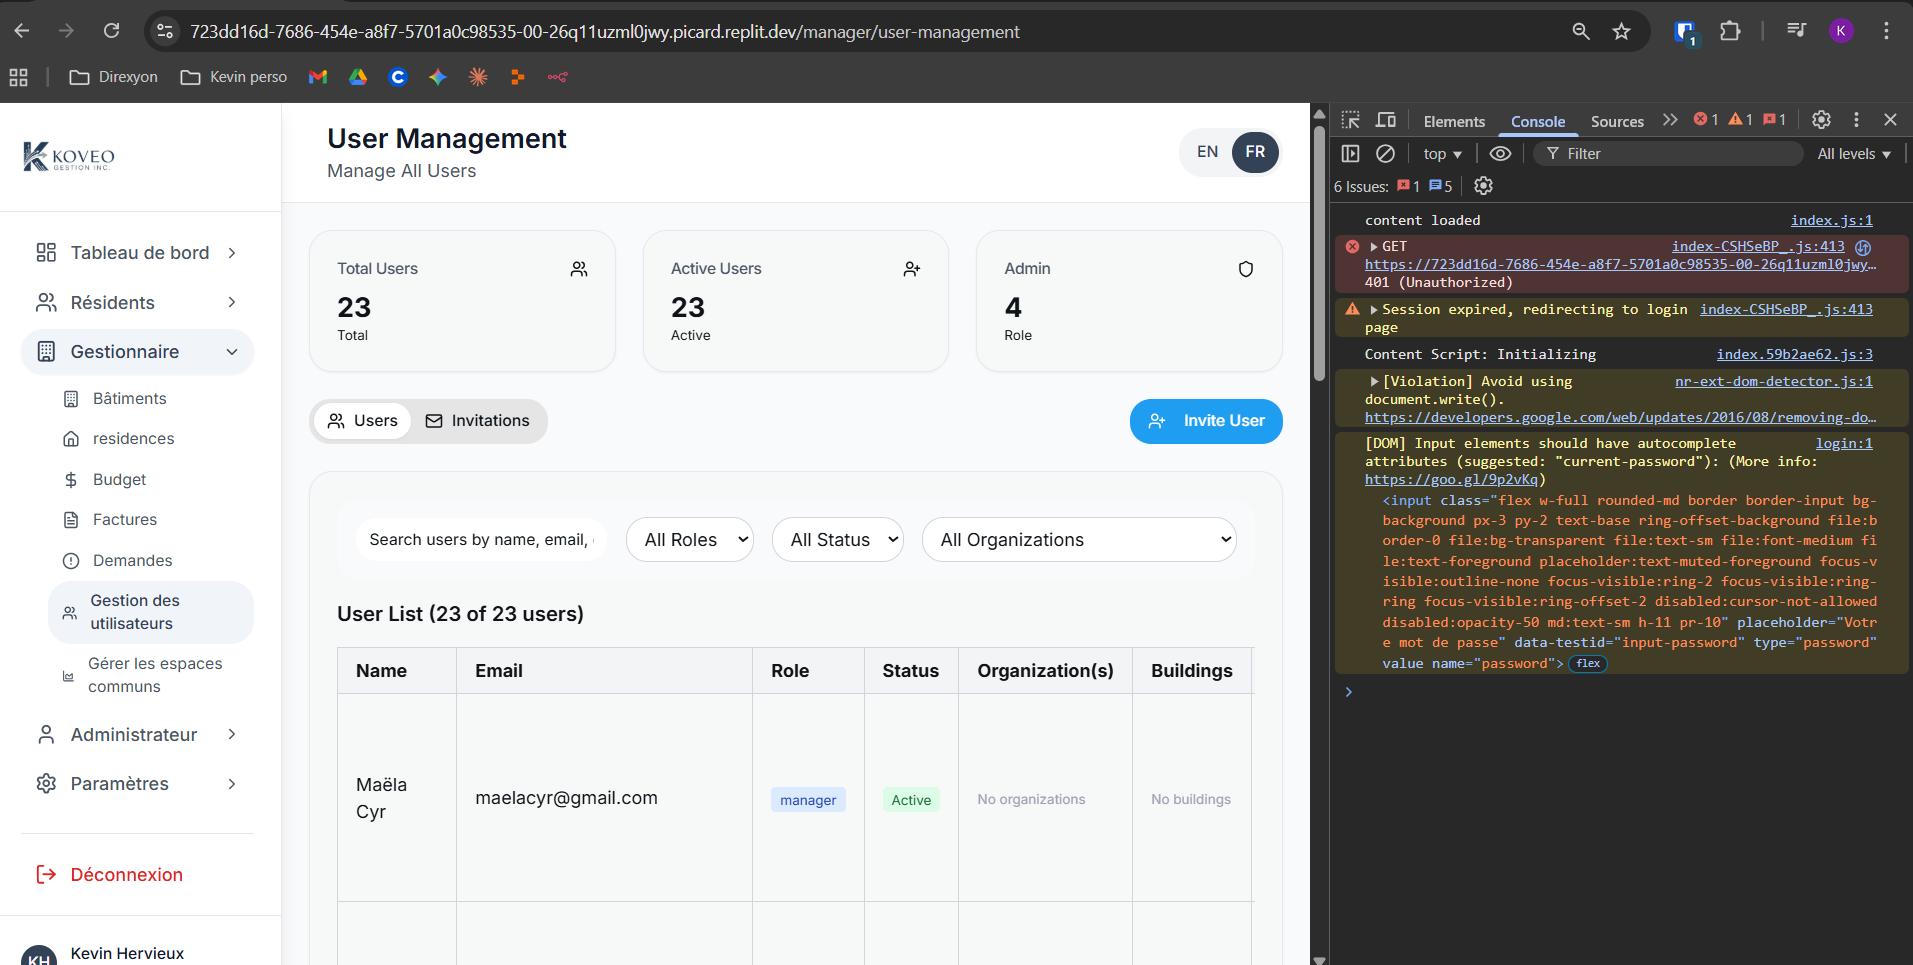 723dd16d-7686-454e-a8f7-5701a0c98535-00-26q11uzml0jwy.picard.replit.dev/manager/user-management
1
K
Direxyon
Kevin perso
C
KOVEO
GESTION INC.
Tableau de bord
Résidents
Gestionnaire
Bâtiments
residences
Budget
Factures
Demandes
Gestion des
utilisateurs
Gérer les espaces
communs
Administrateur
Paramètres
Déconnexion
KH
Kevin Hervieux
User Management
Manage All Users
EN
FR
Total Users
23
Total
Active Users
23
Active
Admin
4
Role
Users
Invitations
Invite User
Search users by name, email,
All Roles
All Status
All Organizations
User List (23 of 23 users)
Name Email Role Status Organization(s) Buildings
Maëla
Cyr
maelacyr@gmail.com
manager
Active
No organizations
No buildings
Elements
Console
Sources
1
1
1
top
Filter
All levels
6 Issues:
1
5
content loaded index.js:1
GET index-CSHSeBP_.js:413
https://723dd16d-7686-454e-a8f7-5701a0c98535-00-26q11uzml0jwy…
401 (Unauthorized)
Session expired, redirecting to login index-CSHSeBP_.js:413
page
Content Script: Initializing index.59b2ae62.js:3
[Violation] Avoid using nr-ext-dom-detector.js:1
document.write().
https://developers.google.com/web/updates/2016/08/removing-do…
[DOM] Input elements should have autocomplete login:1
attributes (suggested: "current-password"): (More info:
https://goo.gl/9p2vKq)
<input class="flex w-full rounded-md border border-input bg-
background px-3 py-2 text-base ring-offset-background file:b
order-0 file:bg-transparent file:text-sm file:font-medium fi
le:text-foreground placeholder:text-muted-foreground focus-v
isible:outline-none focus-visible:ring-2 focus-visible:ring-
ring focus-visible:ring-offset-2 disabled:cursor-not-allowed
disabled:opacity-50 md:text-sm h-11 pr-10" placeholder="Votr
e mot de passe" data-testid="input-password" type="password"
value name="password"> flex